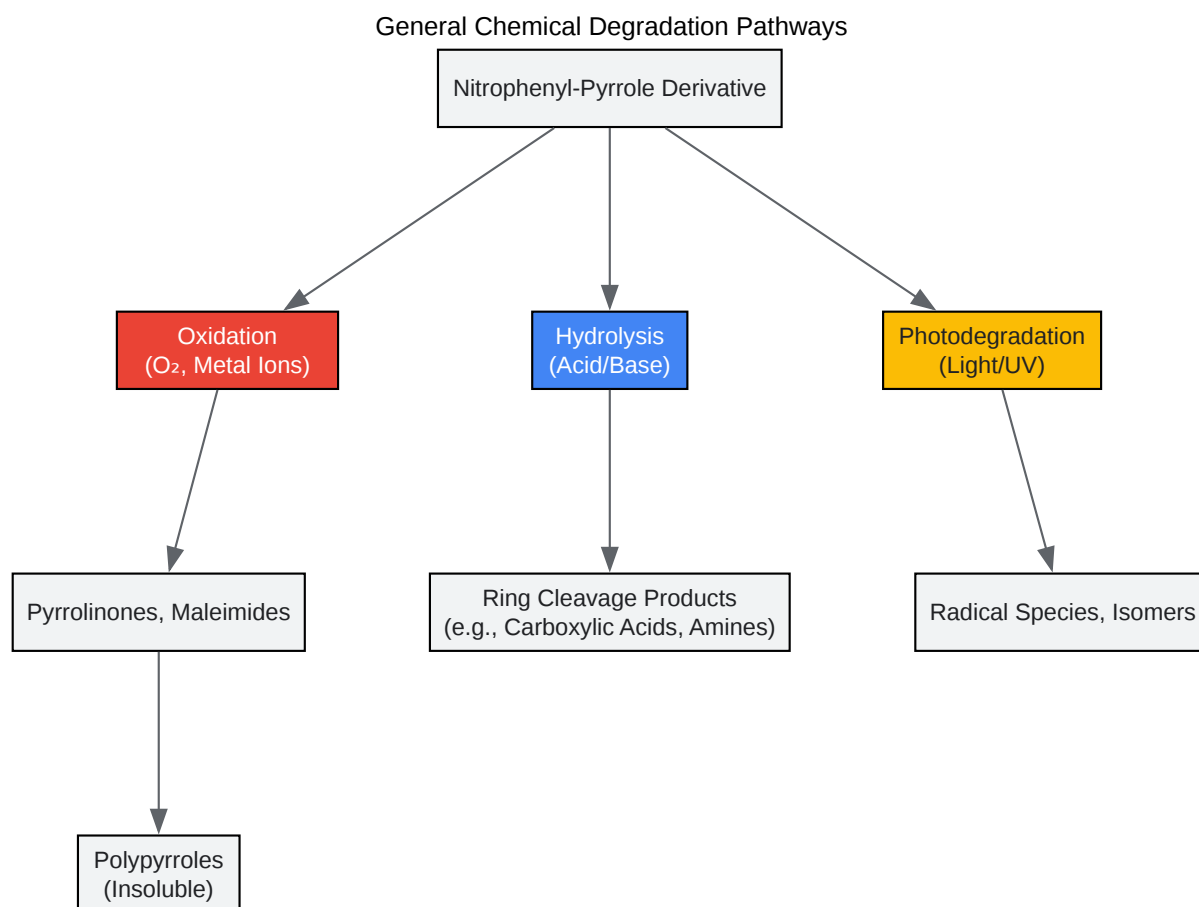 General Chemical Degradation Pathways
Nitrophenyl-Pyrrole Derivative
Oxidation
(O₂, Metal Ions)
Hydrolysis
(Acid/Base)
Photodegradation
(Light/UV)
Pyrrolinones, Maleimides
Ring Cleavage Products
(e.g., Carboxylic Acids, Amines)
Radical Species, Isomers
Polypyrroles
(Insoluble)